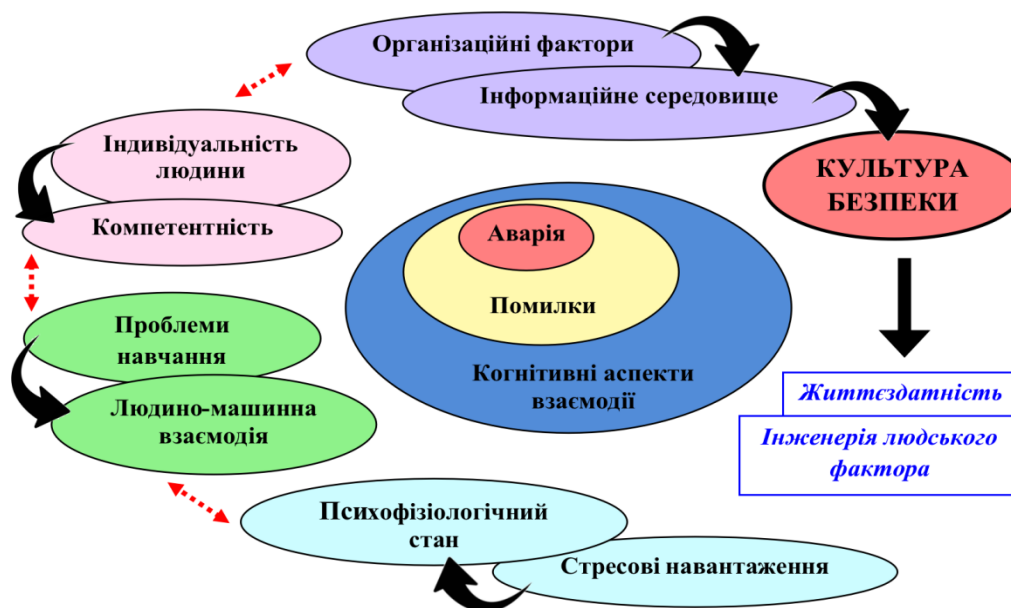 Організаційні фактори
Інформаційне середовище
Індивідуальність
людини
Компетентність
КУЛЬТУРА
БЕЗПЕКИ
Аварія
Помилки
Когнітивні аспекти
взаємодії
Проблеми
навчання
Людино-машинна
взаємодія
Життєздатність
Інженерія людського
фактора
Психофізіологічний
стан
Стресові навантаження